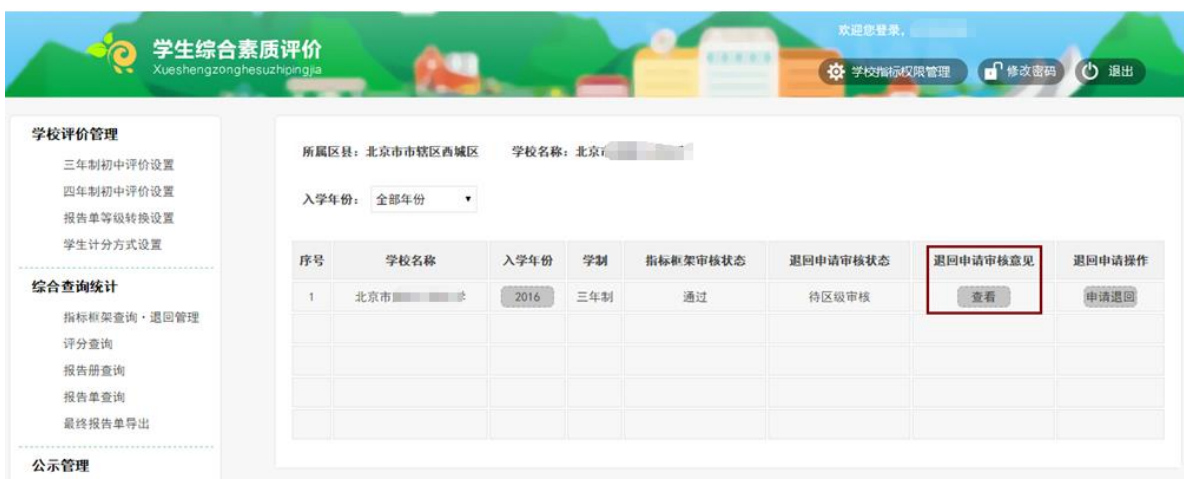 欢迎您登录,
学生综合素质评价
Xueshengzonghesuzhipingjia
学校指标权限管理 修改密码 退出
学校评价管理
三年制初中评价设置
四年制初中评价设置
报告单等级转换设置
学生计分方式设置
综合查询统计
指标框架查询·退回管理
评分查询
报告册查询
报告单查询
最终报告单导出
公示管理
所属区县: 北京市市辖区西城区 学校名称: 北京
入学年份: 全部年份
序号 学校名称 入学年份 学制 指标框架审核状态 退回申请审核状态 退回申请审核意见 退回申请操作
1 北京市 2016 三年制 通过 待区级审核 查看 申请退回